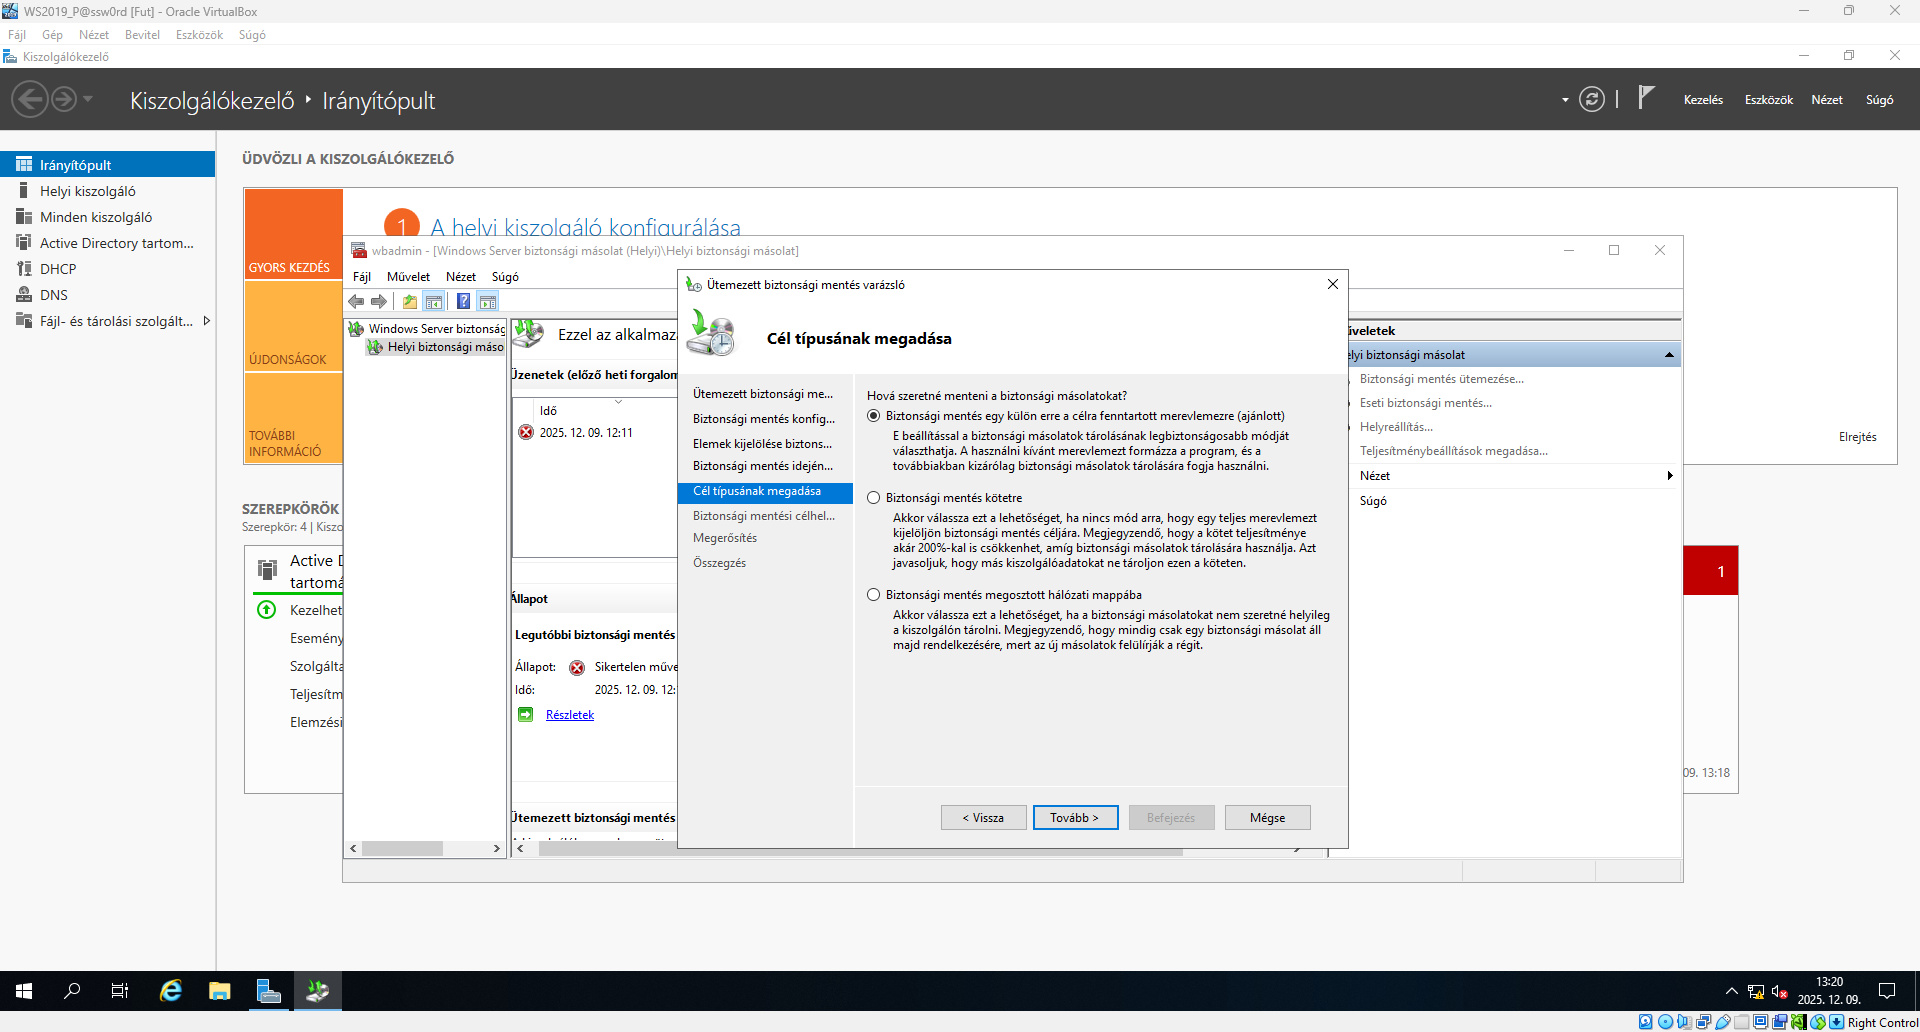 WS2019_P@ssw0rd [Fut] - Oracle VirtualBox
Fájl Gép Nézet Bevitel Eszközök Súgó
Kiszolgálókezelő
Kiszolgálókezelő Irányítópult
Kezelés Eszközök Nézet Súgó
Irányítópult
Helyi kiszolgáló
Minden kiszolgáló
Active Directory tartom...
DHCP
DNS
Fájl- és tárolási szolgált...
ÜDVÖZLI A KISZOLGÁLÓKEZELŐ
GYORS KEZDÉS
ÚJDONSÁGOK
TOVÁBBI
INFORMÁCIÓ
1 A helyi kiszolgáló konfigurálása
Elrejtés
SZEREPKÖRÖK
Szerepkör: 4 | Kiszo
Active D
tartomá
Kezelhet
Esemény
Szolgálta
Teljesítm
Elemzési
1
09. 13:18
wbadmin - [Windows Server biztonsági másolat (Helyi)\Helyi biztonsági másolat]
Fájl Művelet Nézet Súgó
Windows Server biztonság
Helyi biztonsági máso
Ezzel az alkalmaza
Üzenetek (előző heti forgalom
Idő
2025. 12. 09. 12:11
Állapot
Legutóbbi biztonsági mentés
Állapot: Sikertelen műve
Idő: 2025. 12. 09. 12:
Részletek
Ütemezett biztonsági mentés
űveletek
elyi biztonsági másolat
Biztonsági mentés ütemezése...
Eseti biztonsági mentés...
Helyreállítás...
Teljesítménybeállítások megadása...
Nézet
Súgó
Ütemezett biztonsági mentés varázsló
Cél típusának megadása
Ütemezett biztonsági me...
Biztonsági mentés konfig...
Elemek kijelölése biztons...
Biztonsági mentés idején...
Cél típusának megadása
Biztonsági mentési célhel...
Megerősítés
Összegzés
Hová szeretné menteni a biztonsági másolatokat?
Biztonsági mentés egy külön erre a célra fenntartott merevlemezre (ajánlott)
E beállítással a biztonsági másolatok tárolásának legbiztonságosabb módját
választhatja. A használni kívánt merevlemezt formázza a program, és a
továbbiakban kizárólag biztonsági másolatok tárolására fogja használni.
Biztonsági mentés kötetre
Akkor válassza ezt a lehetőséget, ha nincs mód arra, hogy egy teljes merevlemezt
kijelöljön biztonsági mentés céljára. Megjegyzendő, hogy a kötet teljesítménye
akár 200%-kal is csökkenhet, amíg biztonsági másolatok tárolására használja. Azt
javasoljuk, hogy más kiszolgálóadatokat ne tároljon ezen a köteten.
Biztonsági mentés megosztott hálózati mappába
Akkor válassza ezt a lehetőséget, ha a biztonsági másolatokat nem szeretné helyileg
a kiszolgálón tárolni. Megjegyzendő, hogy mindig csak egy biztonsági másolat áll
majd rendelkezésére, mert az új másolatok felülírják a régit.
< Vissza Tovább > Befejezés Mégse
13:20
2025. 12. 09.
Right Control